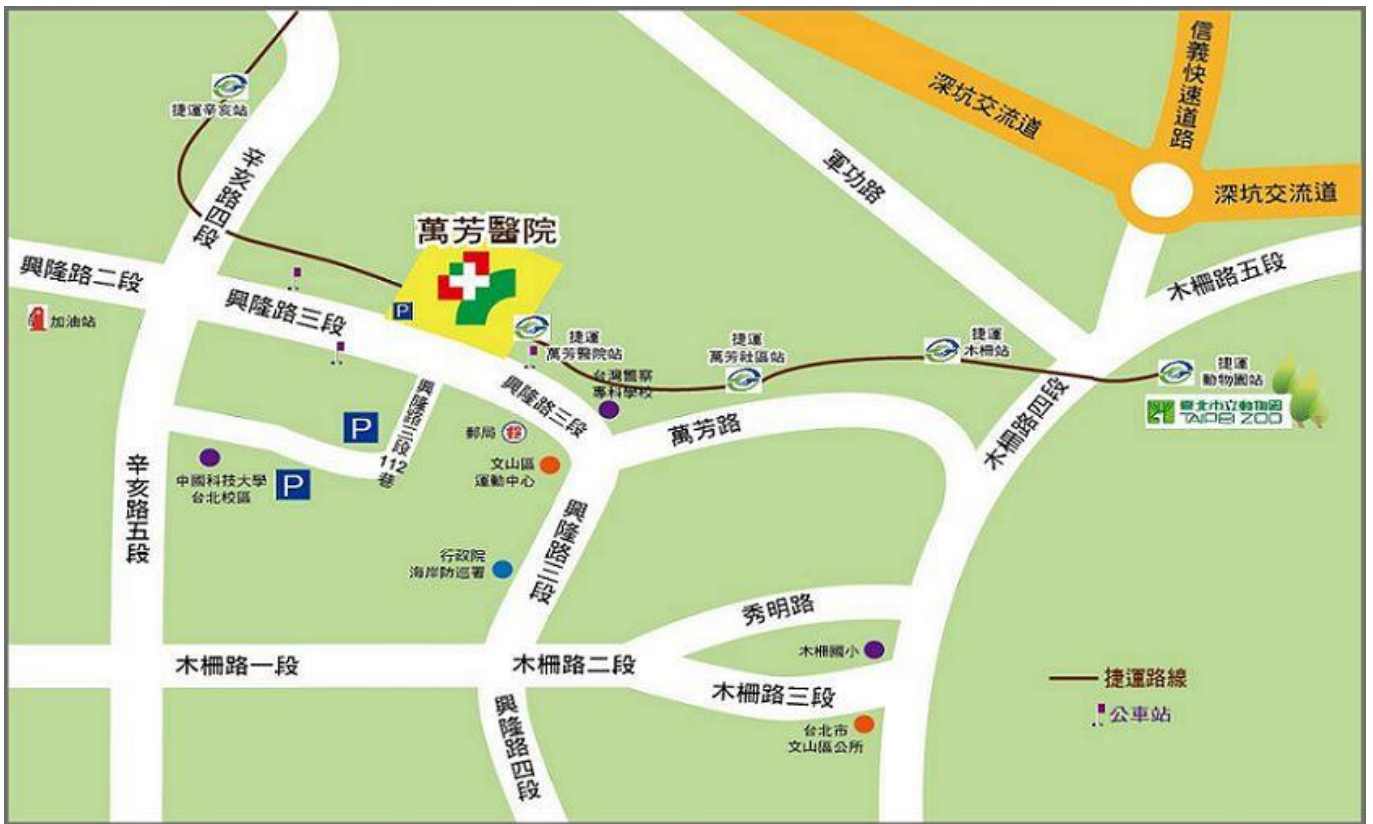 信義快速道路
深坑交流道
捷運辛亥站
辛亥路四段
軍功路
深坑交流道
萬芳醫院
興隆路二段
木柵路五段
興隆路三段
P
加油站
捷運
萬芳醫院站
捷運
萬芳社區站
捷運
木柵站
捷運
動物園站
台灣警察
專科學校
興隆路三段
興隆路三段112巷
臺北市立動物園
TAIPEI ZOO
萬芳路
木柵路四段
P
郵局
文山區
運動中心
中國科技大學
台北校區
P
辛亥路五段
興隆路三段
行政院
海岸防巡署
秀明路
木柵國小
木柵路一段
木柵路二段
木柵路三段
捷運路線
公車站
台北市
文山區公所
興隆路四段